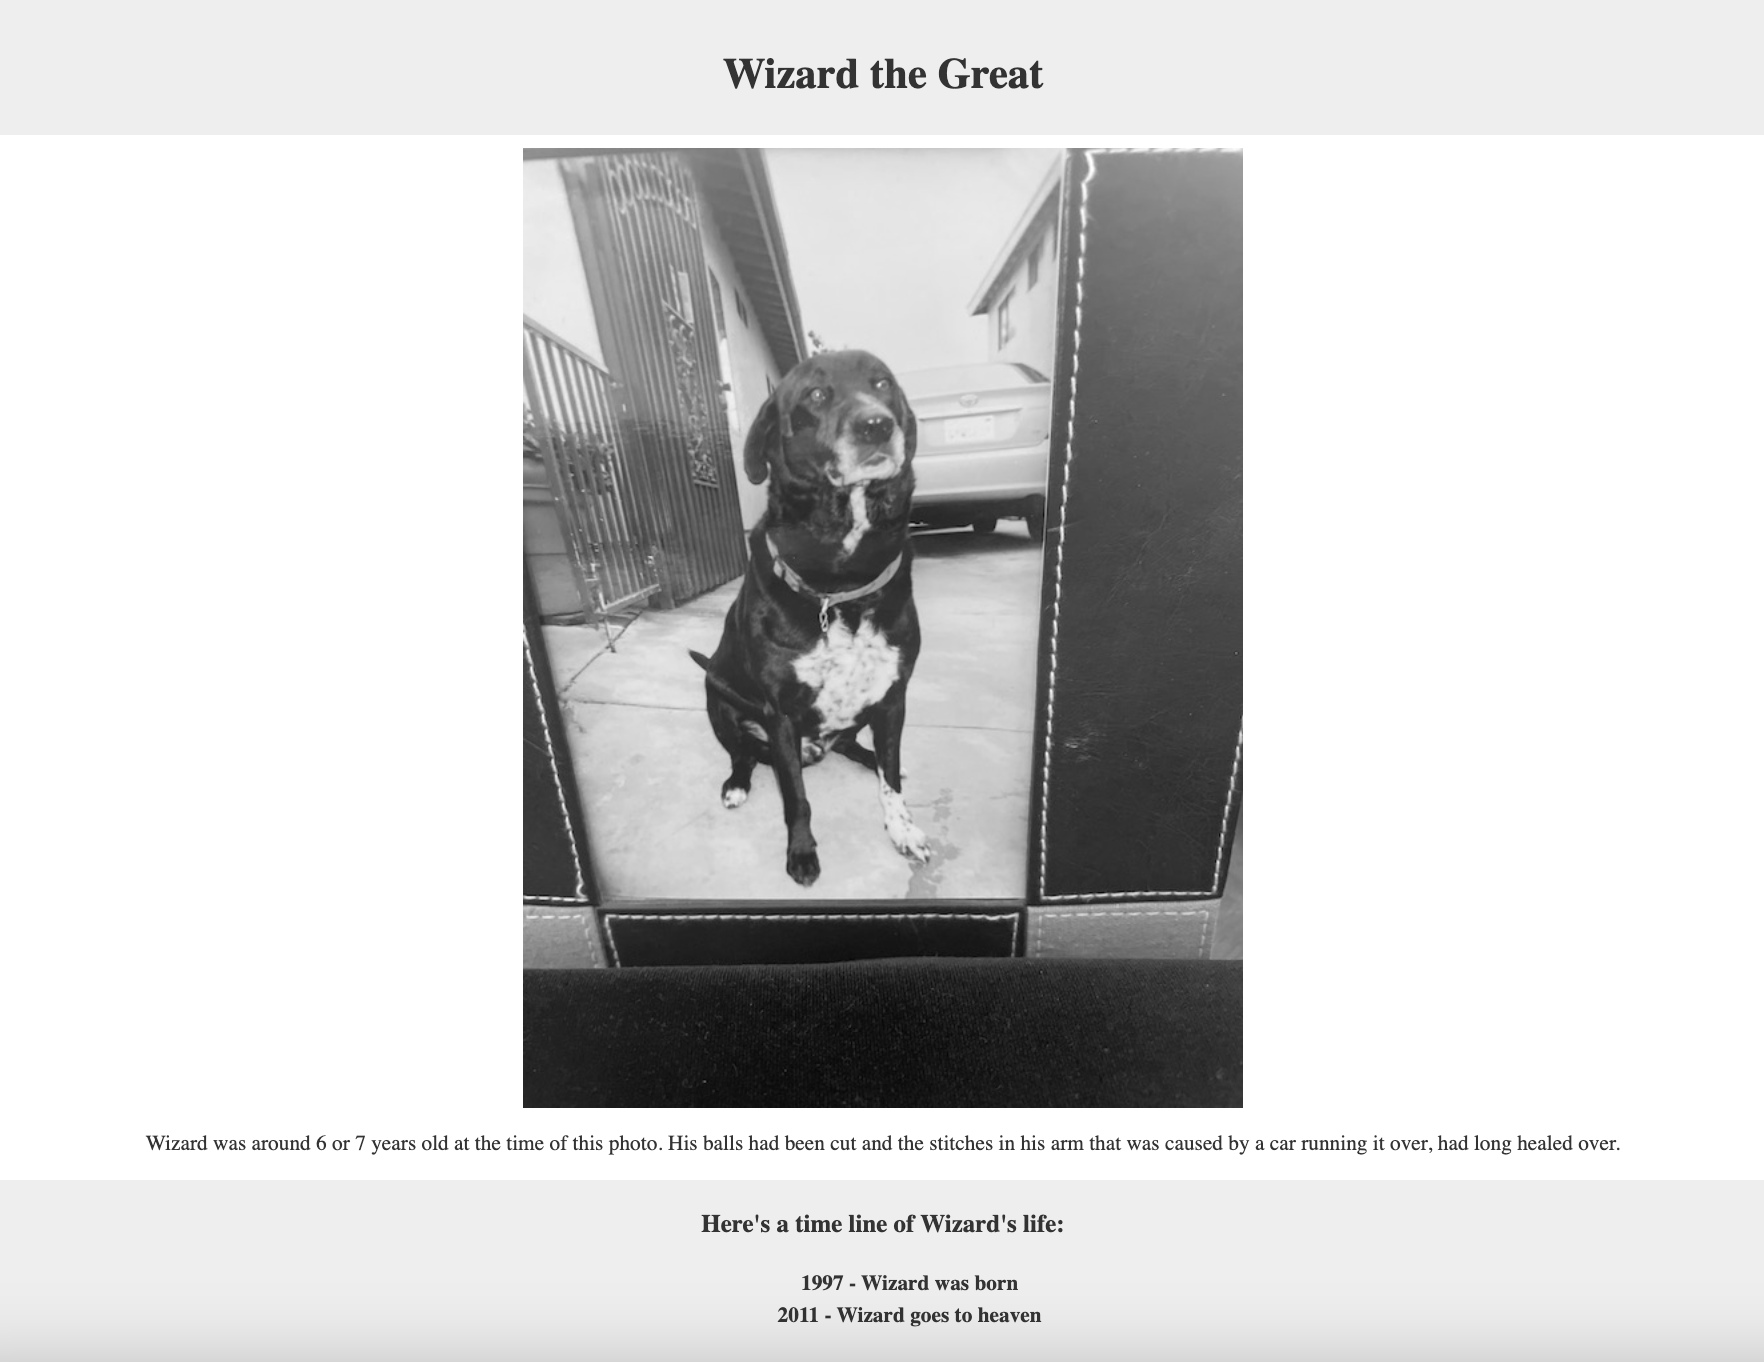 Wizard the Great
Wizard was around 6 or 7 years old at the time of this photo. His balls had been cut and the stitches in his arm that was caused by a car running it over, had long healed over.
Here's a time line of Wizard's life:
1997 - Wizard was born
2011 - Wizard goes to heaven